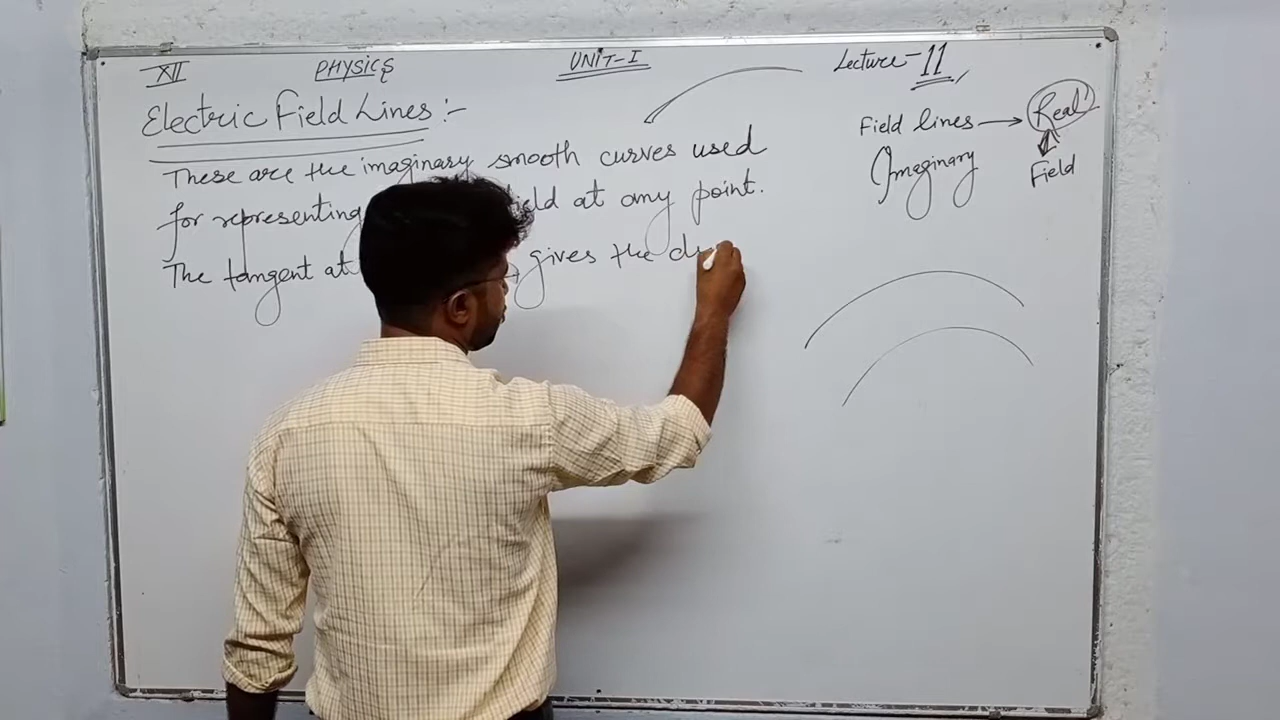 XII PHYSICS UNIT-I Lecture-11
Electric Field Lines :-
These are the imaginary smooth curves used
for representing field at any point.
The tangent at gives the
Field lines → Real
Imaginary Field